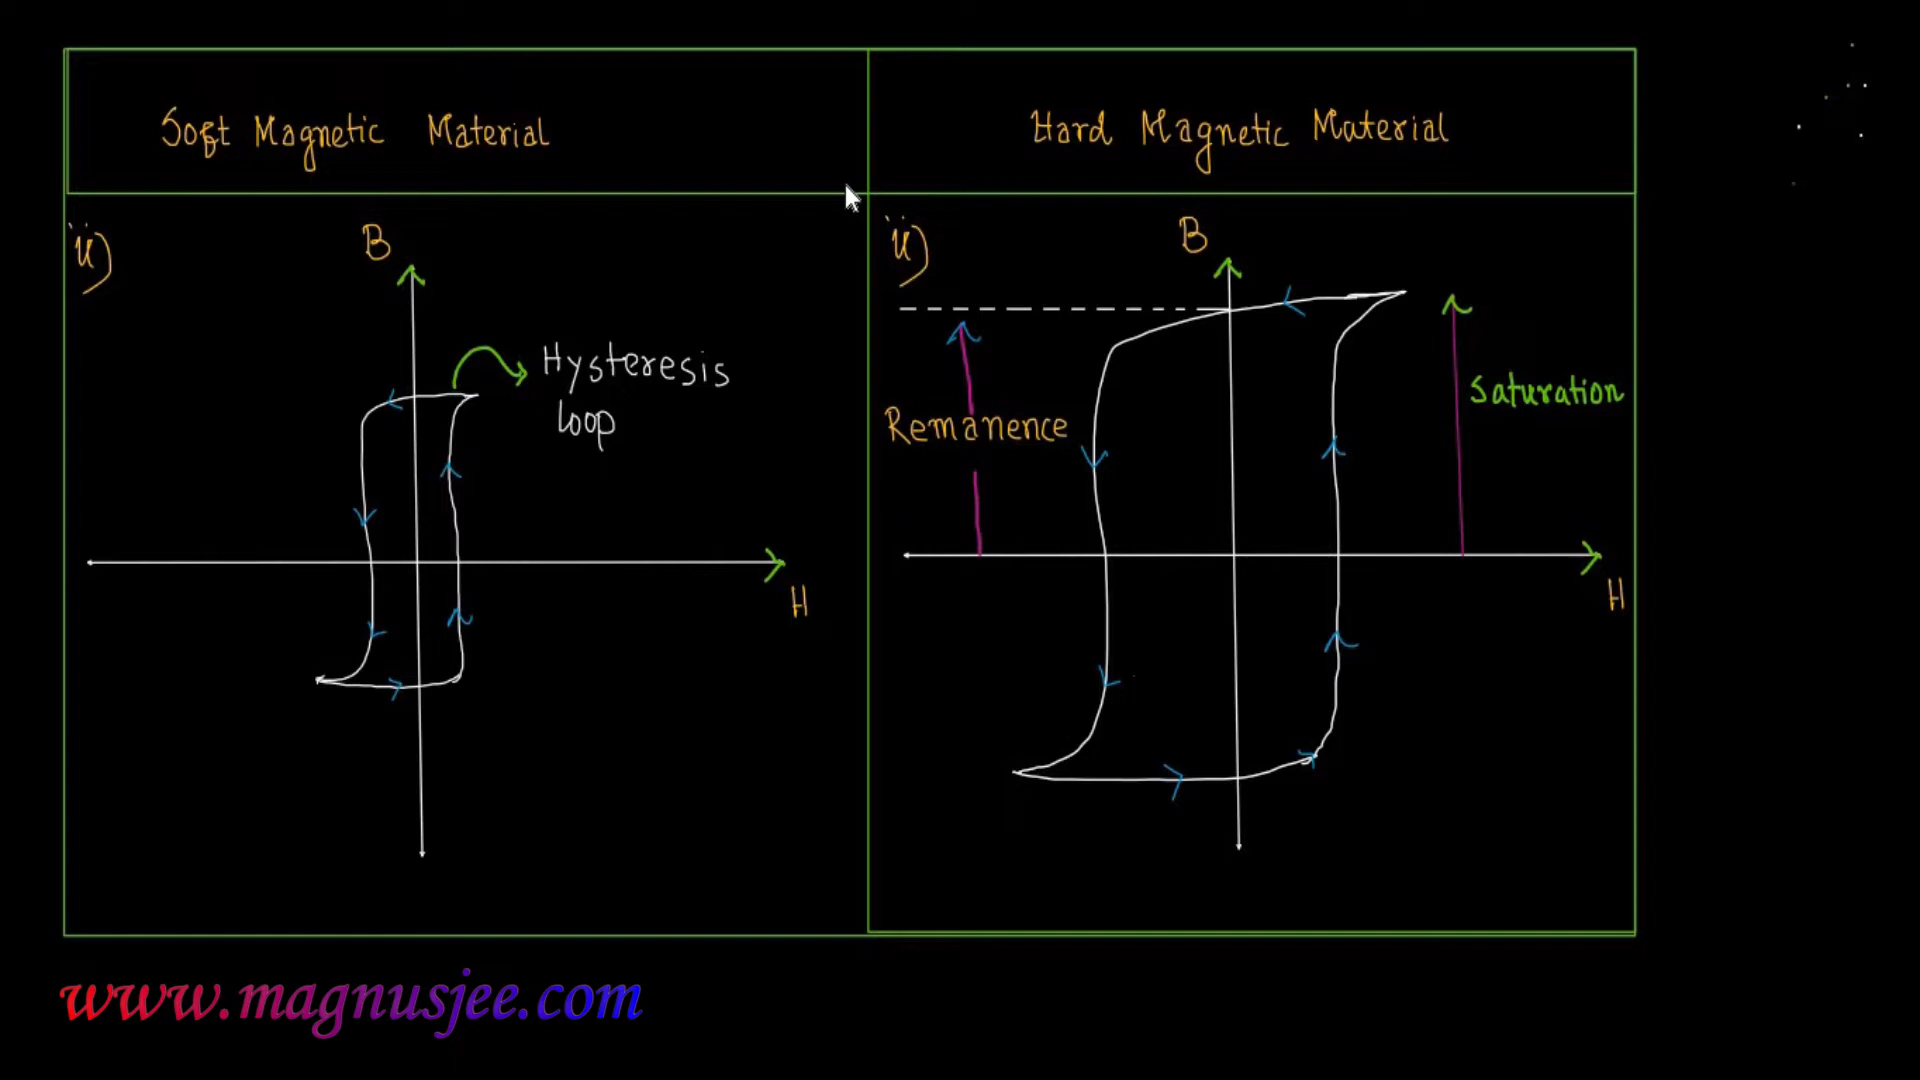 Soft Magnetic Material
Hard Magnetic Material
ii)
B
Hysteresis
loop
H
ii)
B
Remanence
Saturation
H
www.magnusjee.com